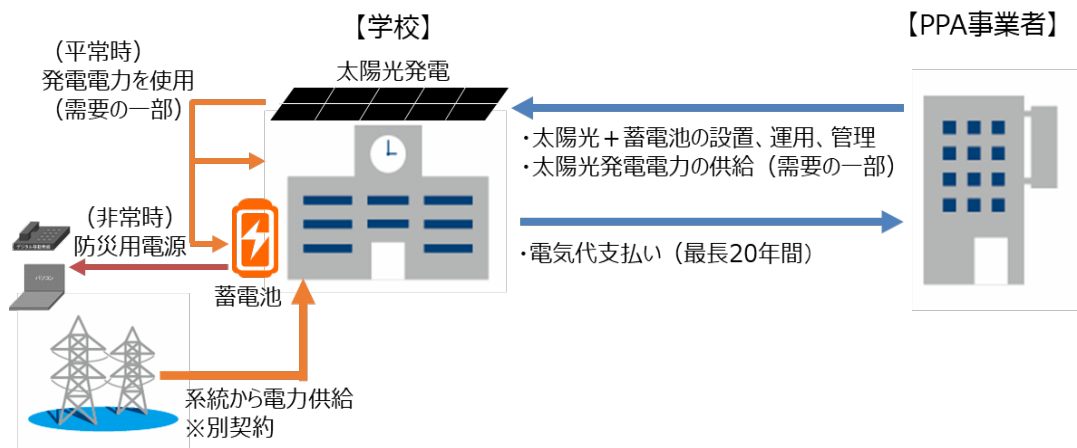 【学校】
【PPA事業者】
（平常時）
発電電力を使用
（需要の一部）
太陽光発電
・太陽光＋蓄電池の設置、運用、管理
・太陽光発電電力の供給（需要の一部）
（非常時）
防災用電源
・電気代支払い（最長20年間）
パソコン
蓄電池
系統から電力供給
※別契約